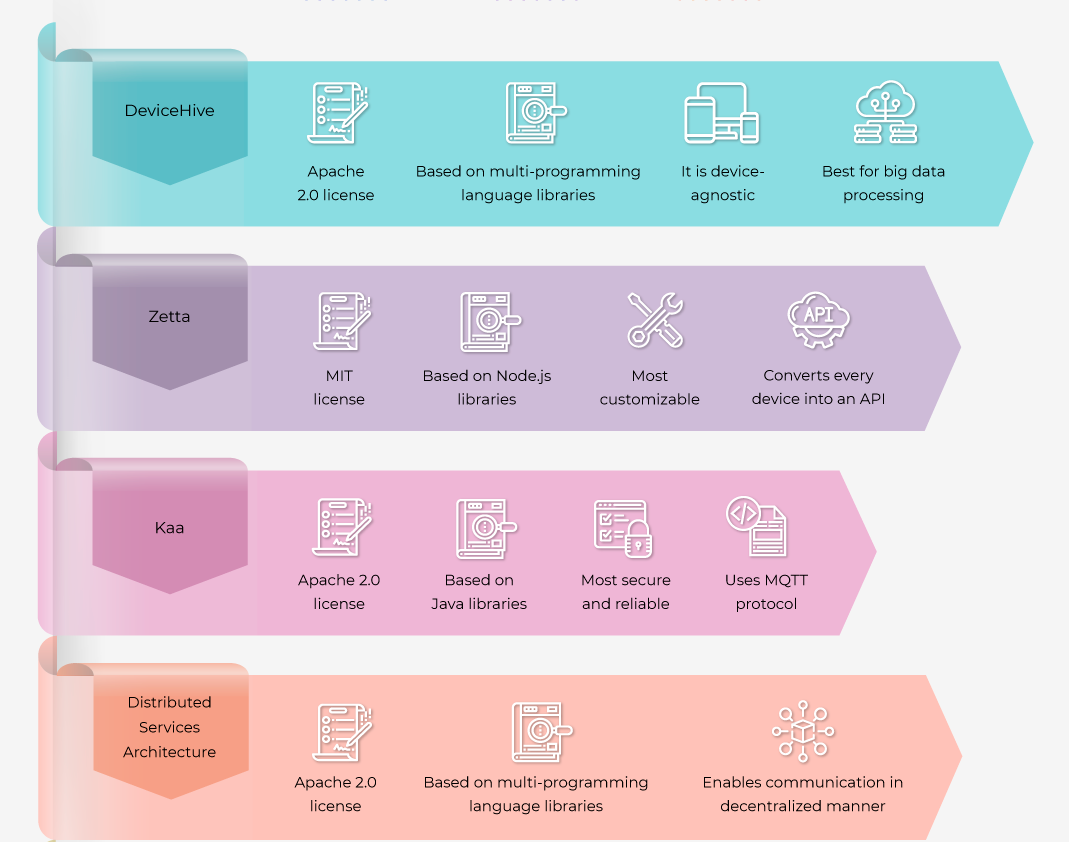 DeviceHive
Apache
2.0 license
Based on multi-programming
language libraries
It is device-
agnostic
Best for big data
processing
Zetta
MIT
license
Based on Node.js
libraries
Most
customizable
API
Converts every
device into an API
Kaa
Apache 2.0
license
Based on
Java libraries
Most secure
and reliable
Uses MQTT
protocol
Distributed
Services
Architecture
Apache 2.0
license
Based on multi-programming
language libraries
Enables communication in
decentralized manner